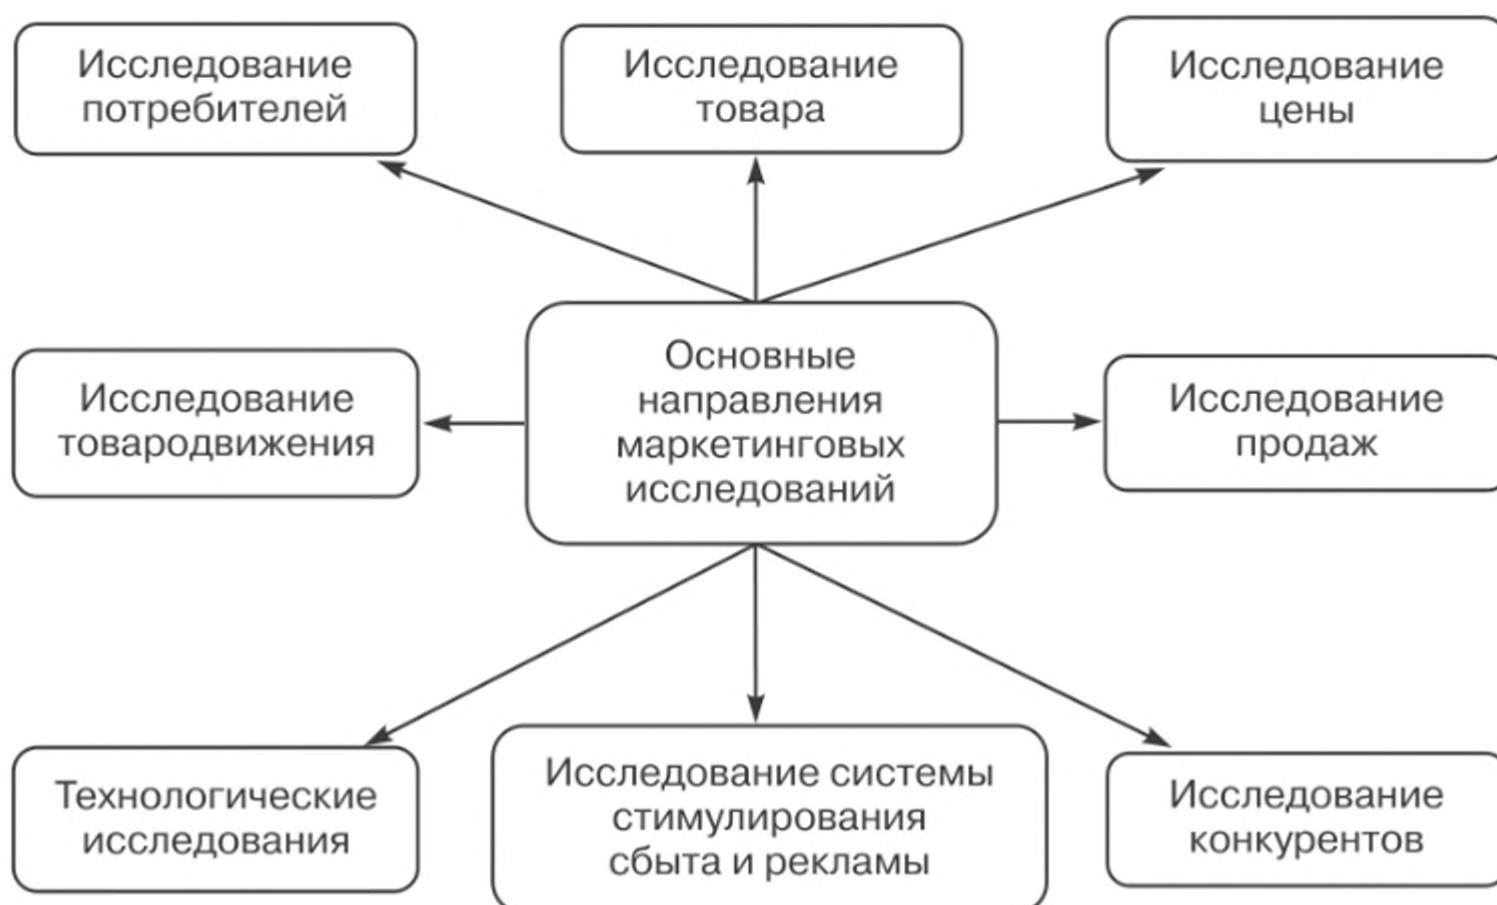 Исследование
потребителей
Исследование
товара
Исследование
цены
Исследование
товародвижения
Основные
направления
маркетинговых
исследований
Исследование
продаж
Технологические
исследования
Исследование системы
стимулирования
сбыта и рекламы
Исследование
конкурентов